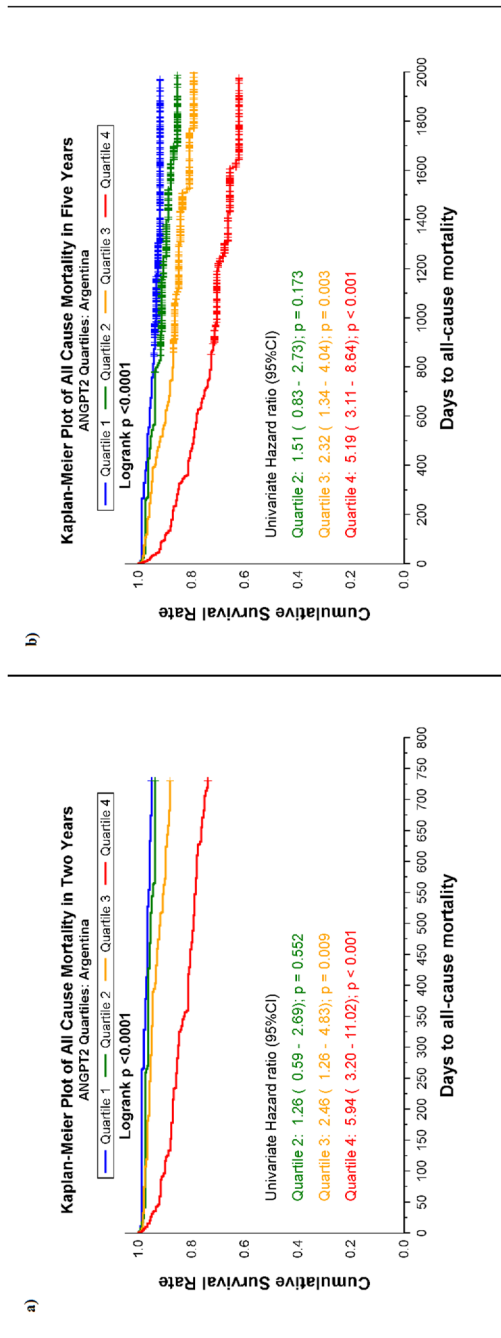 a)
Kaplan-Meier Plot of All Cause Mortality in Two Years
ANGPT2 Quartiles: Argentina
Quartile 1 Quartile 2 Quartile 3 Quartile 4
Logrank p <0.0001
Cumulative Survival Rate
1.0
0.8
0.6
0.4
0.2
0.0
Univariate Hazard ratio (95%CI)
Quartile 2: 1.26 ( 0.59 - 2.69); p = 0.552
Quartile 3: 2.46 ( 1.26 - 4.83); p = 0.009
Quartile 4: 5.94 ( 3.20 - 11.02); p < 0.001
0 50 100 150 200 250 300 350 400 450 500 550 600 650 700 750 800
Days to all-cause mortality
b)
Kaplan-Meier Plot of All Cause Mortality in Five Years
ANGPT2 Quartiles: Argentina
Quartile 1 Quartile 2 Quartile 3 Quartile 4
Logrank p <0.0001
Cumulative Survival Rate
1.0
0.8
0.6
0.4
0.2
0.0
Univariate Hazard ratio (95%CI)
Quartile 2: 1.51 ( 0.83 - 2.73); p = 0.173
Quartile 3: 2.32 ( 1.34 - 4.04); p = 0.003
Quartile 4: 5.19 ( 3.11 - 8.64); p < 0.001
0 200 400 600 800 1000 1200 1400 1600 1800 2000
Days to all-cause mortality